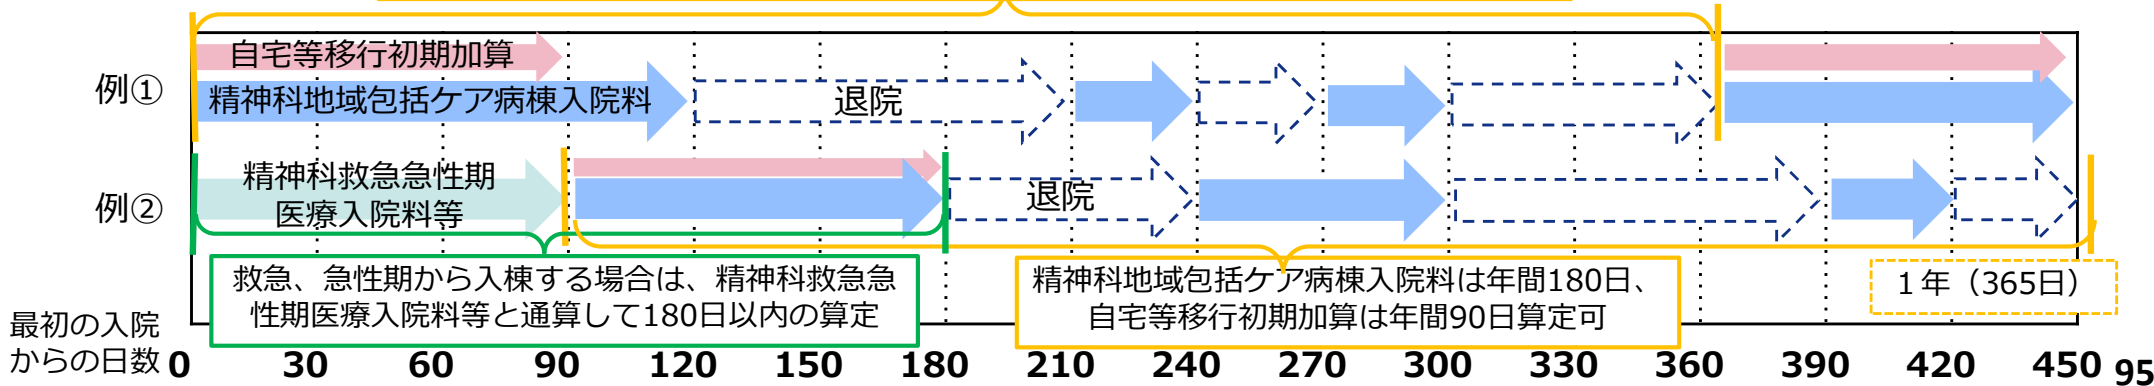 例①
自宅等移行初期加算
精神科地域包括ケア病棟入院料
退院
例②
精神科救急急性期
医療入院料等
退院
救急、急性期から入棟する場合は、精神科救急急
性期医療入院料等と通算して180日以内の算定
精神科地域包括ケア病棟入院料は年間180日、
自宅等移行初期加算は年間90日算定可
１年（365日）
最初の入院
からの日数
0 30 60 90 120 150 180 210 240 270 300 330 360 390 420 450
95